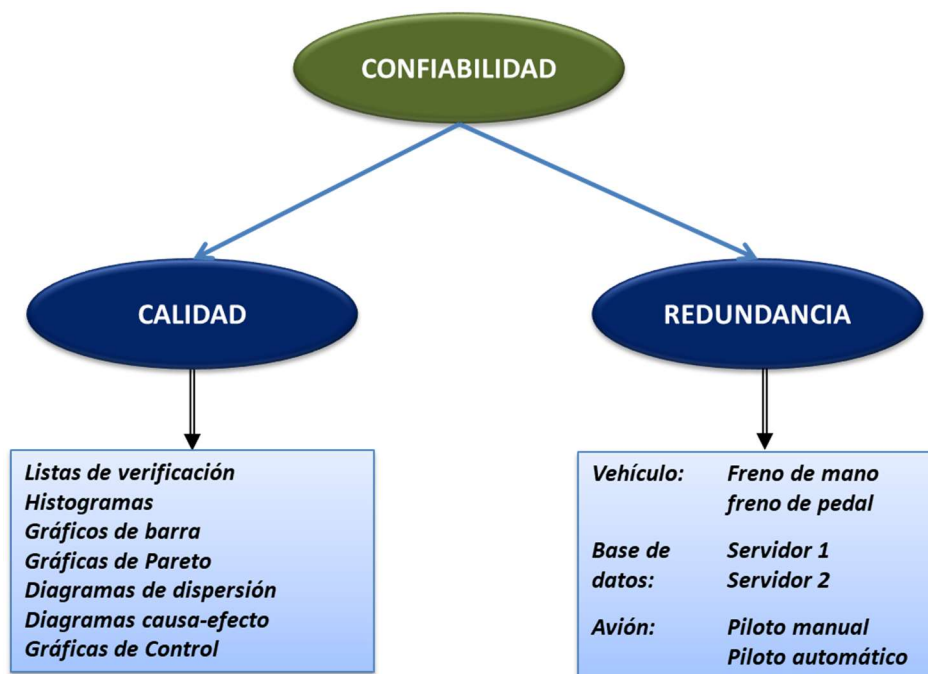 CONFIABILIDAD
CALIDAD
REDUNDANCIA
Listas de verificación
Histogramas
Gráficos de barra
Gráficas de Pareto
Diagramas de dispersión
Diagramas causa-efecto
Gráficas de Control
Vehículo: Freno de mano
freno de pedal
Base de Servidor 1
datos: Servidor 2
Avión: Piloto manual
Piloto automático